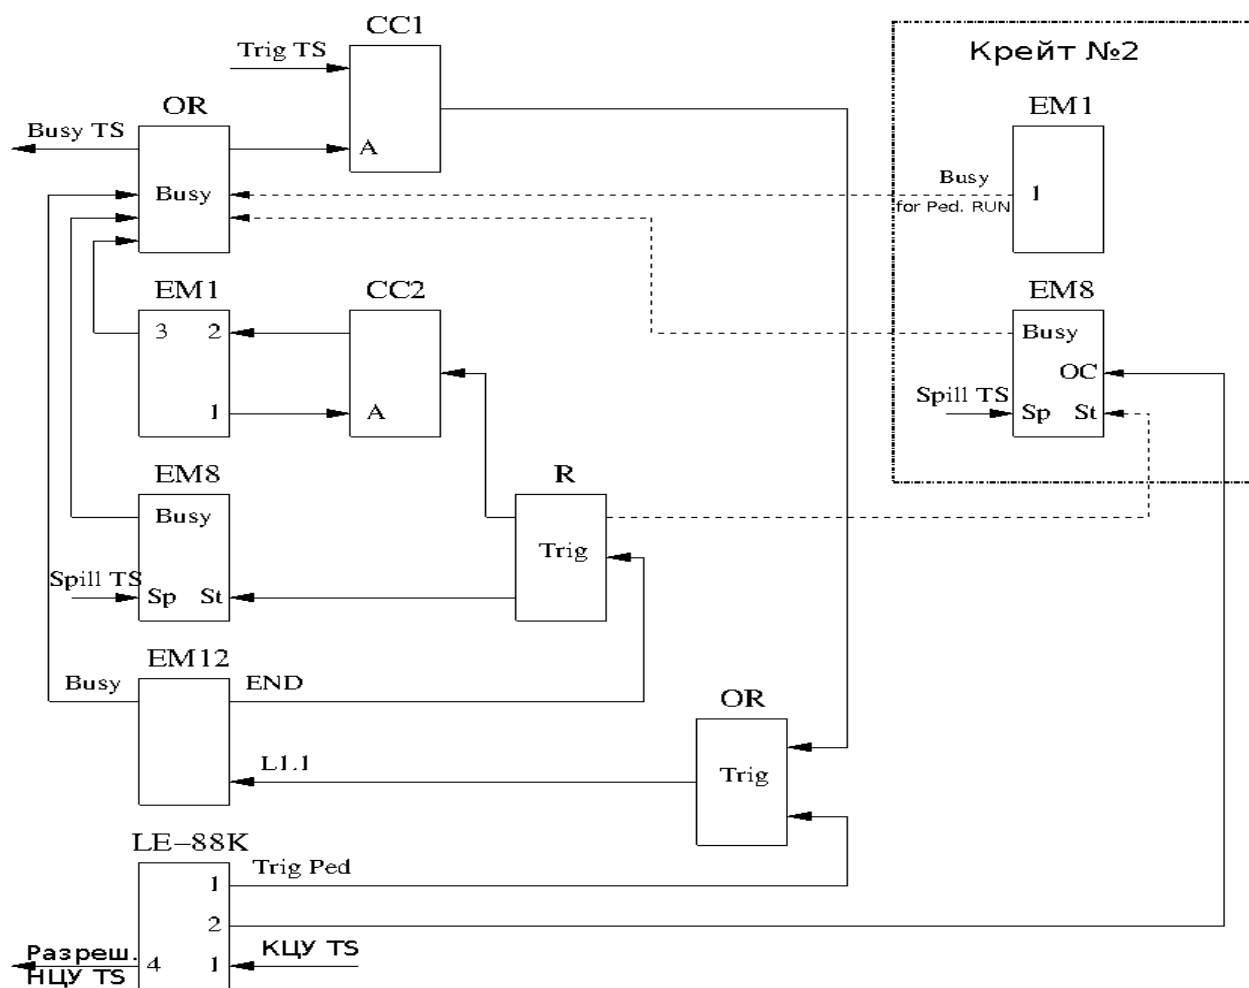 CC1
Trig TS
Крейт №2
OR
EM1
Busy TS
A
Busy
Busy
1
for Ped. RUN
EM1
CC2
EM8
3 2
Busy
OC
1
A
Spill TS
Sp St
EM8
R
Busy
Trig
Spill TS
Sp St
EM12
Busy
END
OR
L1.1
Trig
LE-88K
Trig Ped
1
2
КЦУ TS
Разреш.
4 1
НЦУ TS